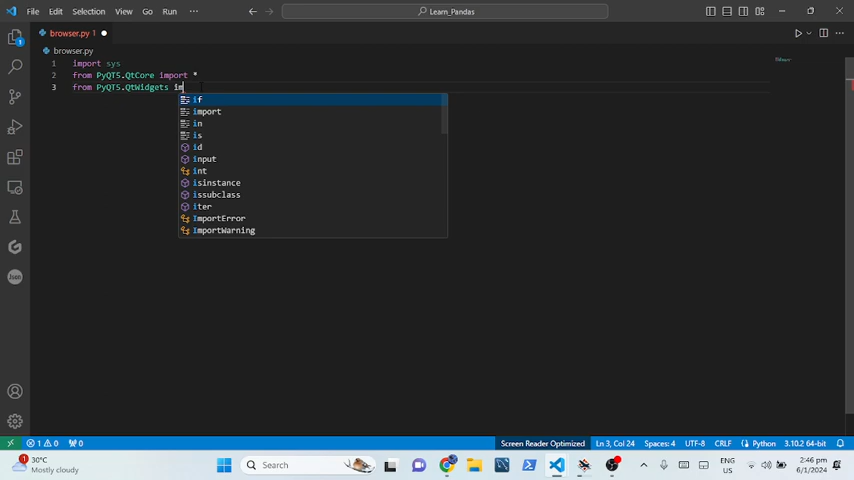 File Edit Selection View Go Run ···
Learn_Pandas
browser.py 1
browser.py
1 import sys
2 from PyQT5.QtCore import *
3 from PyQT5.QtWidgets im
if
import
in
is
id
input
int
isinstance
issubclass
iter
ImportError
ImportWarning
1 0 0
Screen Reader Optimized Ln 3, Col 24 Spaces: 4 UTF-8 CRLF Python 3.10.2 64-bit
30°C
Mostly cloudy
Search
ENG
US
2:46 pm
6/1/2024